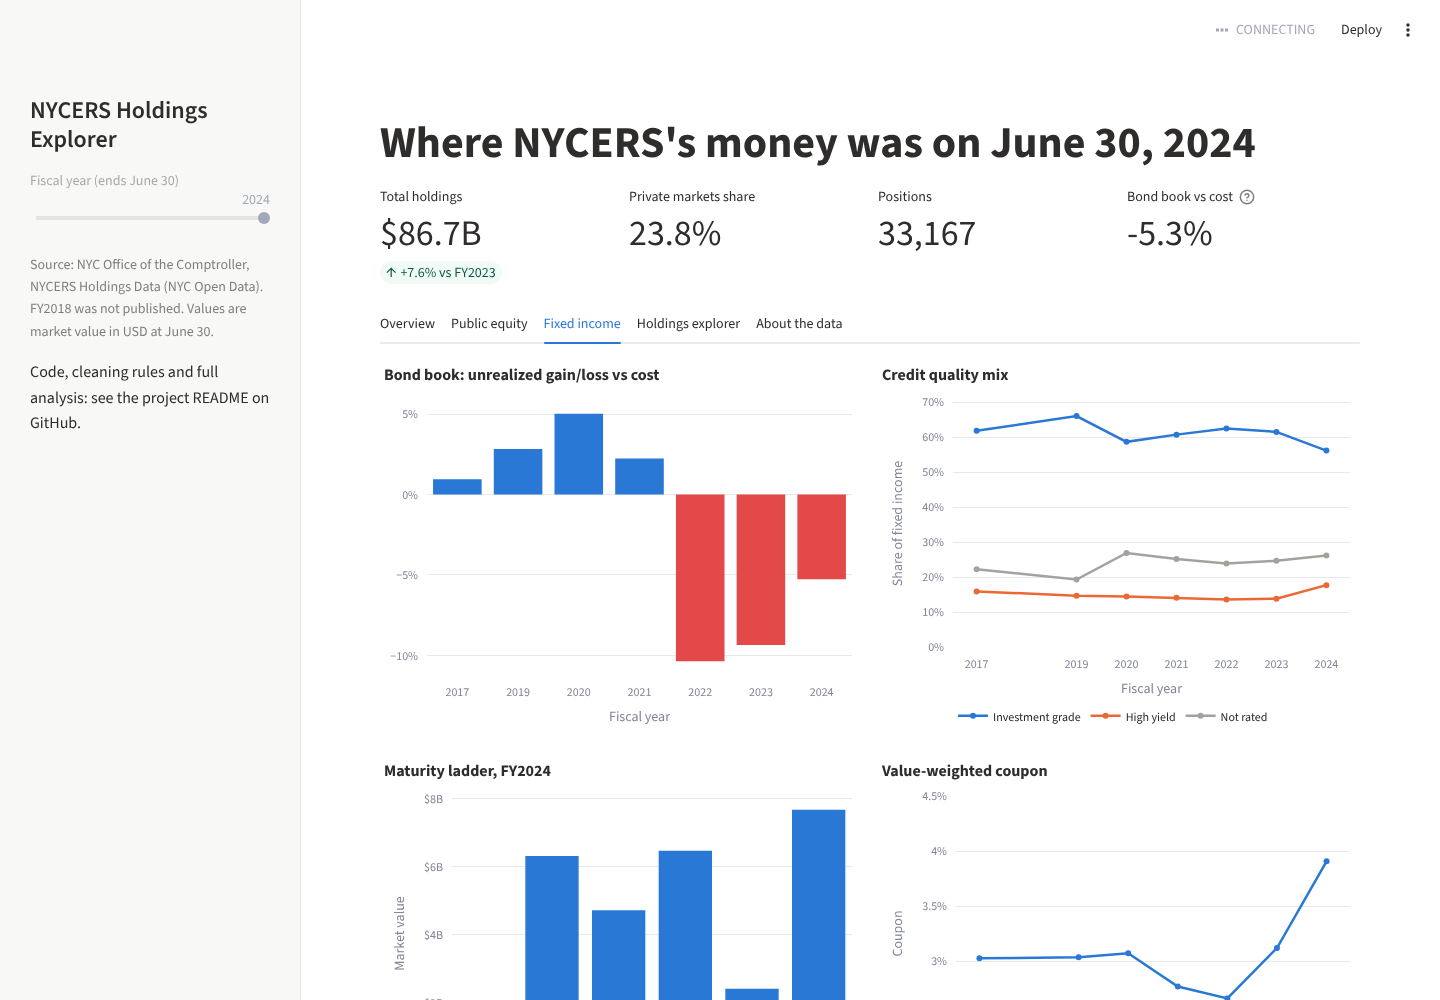 CONNECTING
Deploy
NYCERS Holdings
Explorer
Fiscal year (ends June 30)
2024
Source: NYC Office of the Comptroller,
NYCERS Holdings Data (NYC Open Data).
FY2018 was not published. Values are
market value in USD at June 30.
Code, cleaning rules and full
analysis: see the project README on
GitHub.
Where NYCERS's money was on June 30, 2024
Total holdings
$86.7B
↑ +7.6% vs FY2023
Private markets share
23.8%
Positions
33,167
Bond book vs cost ?
-5.3%
Overview Public equity Fixed income Holdings explorer About the data
Bond book: unrealized gain/loss vs cost
5%
0%
−5%
−10%
2017 2019 2020 2021 2022 2023 2024
Fiscal year
Credit quality mix
Share of fixed income
70%
60%
50%
40%
30%
20%
10%
0%
2017 2019 2020 2021 2022 2023 2024
Fiscal year
Investment grade High yield Not rated
Maturity ladder, FY2024
Market value
$8B
$6B
$4B
Value-weighted coupon
Coupon
4.5%
4%
3.5%
3%